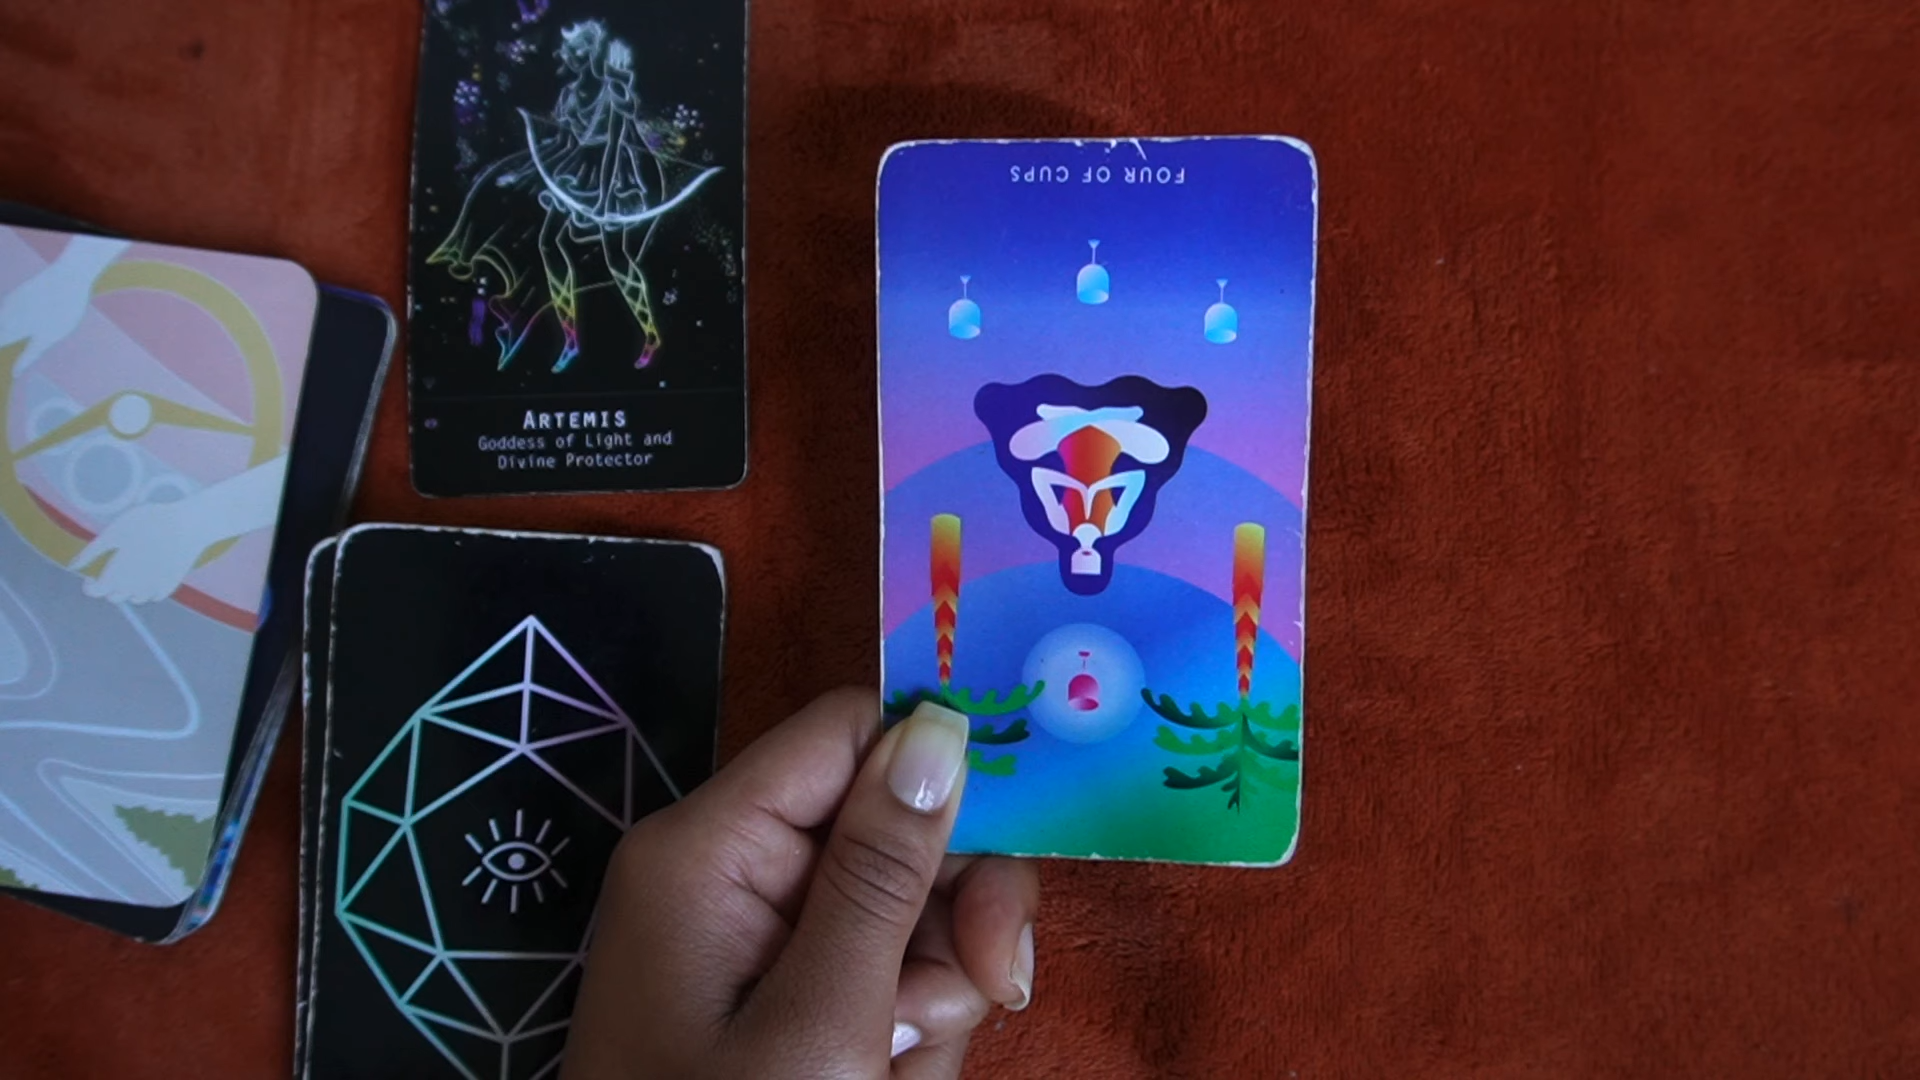 ARTEMIS
Goddess of Light and
Divine Protector
FOUR OF CUPS